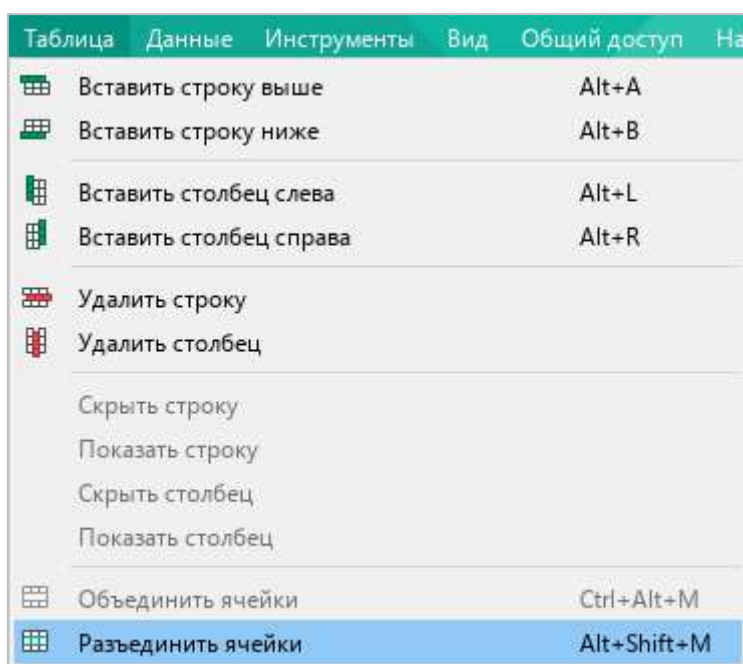 Таблица Данные Инструменты Вид Общий доступ
Вставить строку выше Alt+A
Вставить строку ниже Alt+B
Вставить столбец слева Alt+L
Вставить столбец справа Alt+R
Удалить строку
Удалить столбец
Скрыть строку
Показать строку
Скрыть столбец
Показать столбец
Объединить ячейки Ctrl+Alt+M
Разъединить ячейки Alt+Shift+M